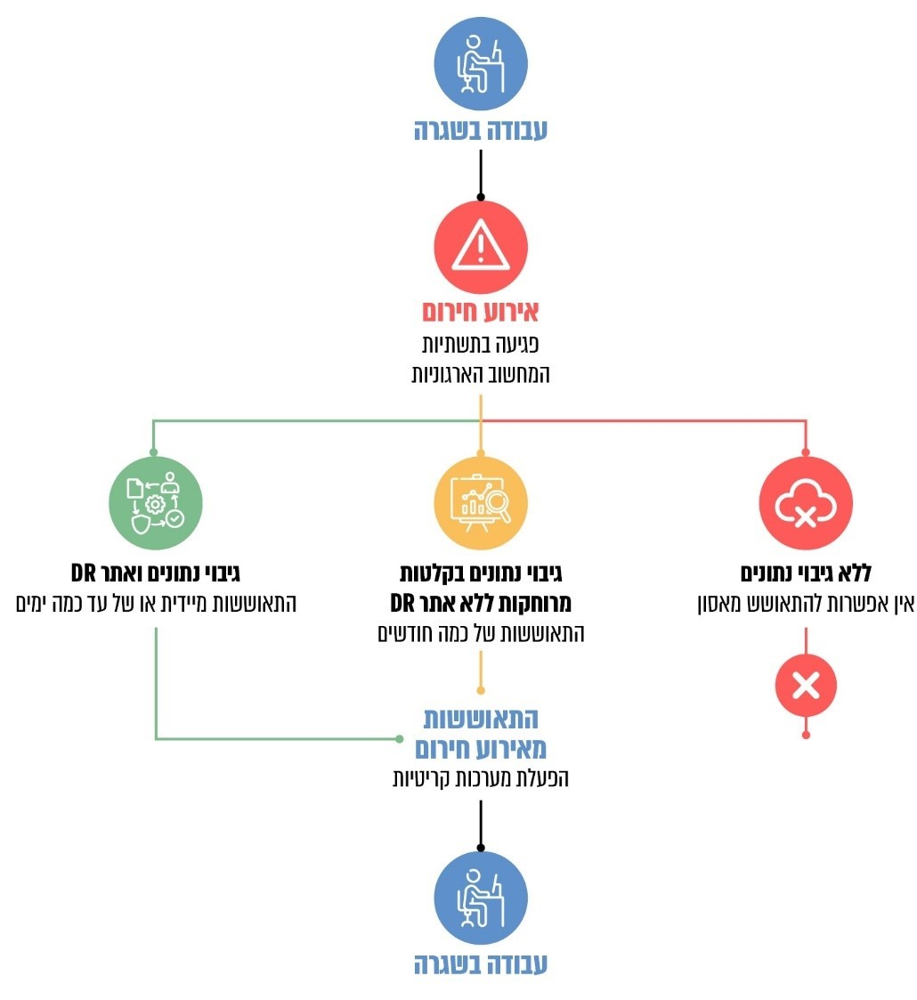 עבודה בשגרה
אירוע חירום
פגיעה בתשתיות
המחשוב הארגוניות
ללא גיבוי נתונים
אין אפשרות להתאושש מאסון
גיבוי נתונים בקלטות
מרוחקות ללא אתר DR
התאוששות של כמה חודשים
גיבוי נתונים ואתר DR
התאוששות מיידית או של עד כמה ימים
התאוששות
מאירוע חירום
הפעלת מערכות קריטיות
עבודה בשגרה